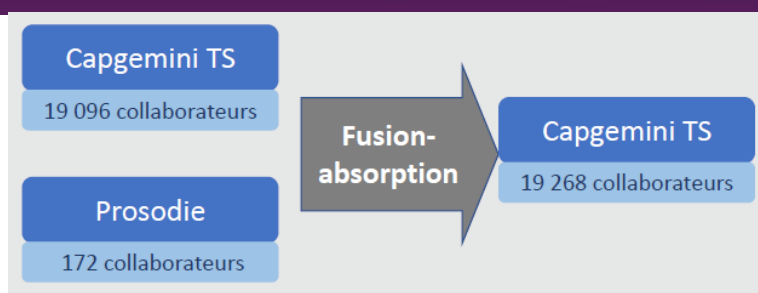 Capgemini TS
19 096 collaborateurs
Prosodie
172 collaborateurs
Fusion-
absorption
Capgemini TS
19 268 collaborateurs